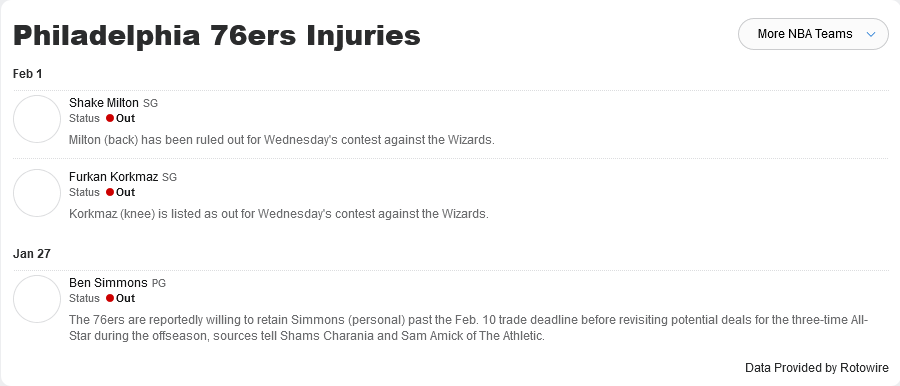 Philadelphia 76ers Injuries
More NBA Teams
Feb 1
Shake Milton SG
Status Out
Milton (back) has been ruled out for Wednesday's contest against the Wizards.
Furkan Korkmaz SG
Status Out
Korkmaz (knee) is listed as out for Wednesday's contest against the Wizards.
Jan 27
Ben Simmons PG
Status Out
The 76ers are reportedly willing to retain Simmons (personal) past the Feb. 10 trade deadline before revisiting potential deals for the three-time All-
Star during the offseason, sources tell Shams Charania and Sam Amick of The Athletic.
Data Provided by Rotowire